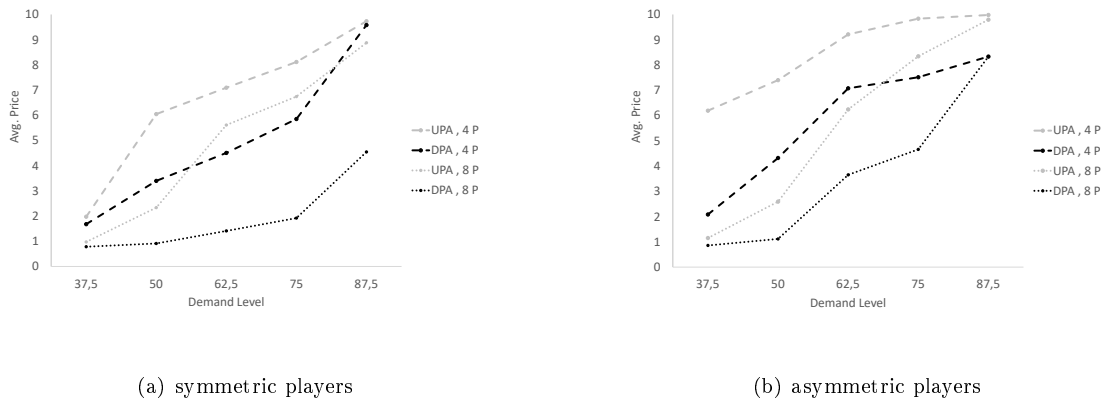 10
9
8
7
6
5
4
3
2
1
0
Avg. Price
37,5 50 62,5 75 87,5
Demand Level
UPA , 4 P
DPA , 4 P
UPA , 8 P
DPA , 8 P
(a) symmetric players
10
9
8
7
6
5
4
3
2
1
0
Avg. Price
37,5 50 62,5 75 87,5
Demand Level
UPA , 4 P
DPA , 4 P
UPA , 8 P
DPA , 8 P
(b) asymmetric players